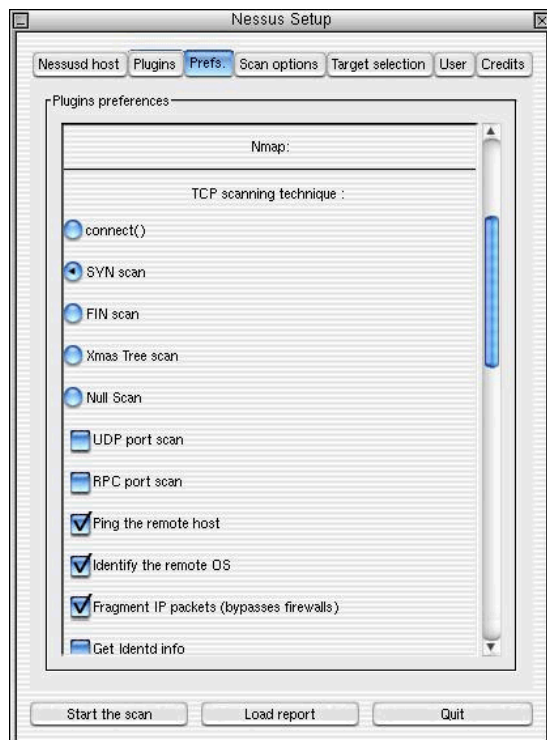 Nessus Setup
Nessusd host Plugins Prefs. Scan options Target selection User Credits
Plugins preferences
Nmap:
TCP scanning technique :
connect()
SYN scan
FIN scan
Xmas Tree scan
Null Scan
UDP port scan
RPC port scan
Ping the remote host
Identify the remote OS
Fragment IP packets (bypasses firewalls)
Get Identd info
Start the scan Load report Quit